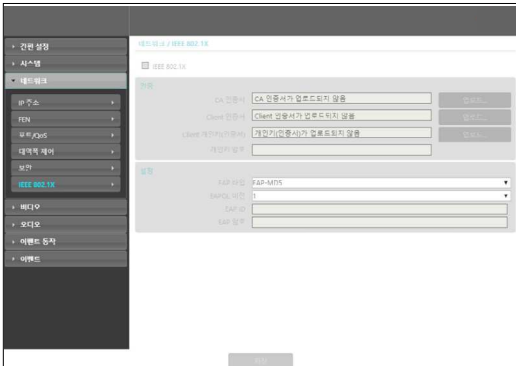 간편 설정
시스템
네트워크
IP 주소
FEN
포트/QoS
대역폭 제어
보안
IEEE 802.1X
비디오
오디오
이벤트 동작
이벤트
네트워크 / IEEE 802.1X
IEEE 802.1X
인증
CA 인증서 CA 인증서가 업로드되지 않음 업로드...
Client 인증서 Client 인증서가 업로드되지 않음 업로드...
Client 개인키(인증서) 개인키(인증서)가 업로드되지 않음 업로드...
개인키 암호
설정
EAP 타입 EAP-MD5
EAPOL 버전 1
EAP ID
EAP 암호